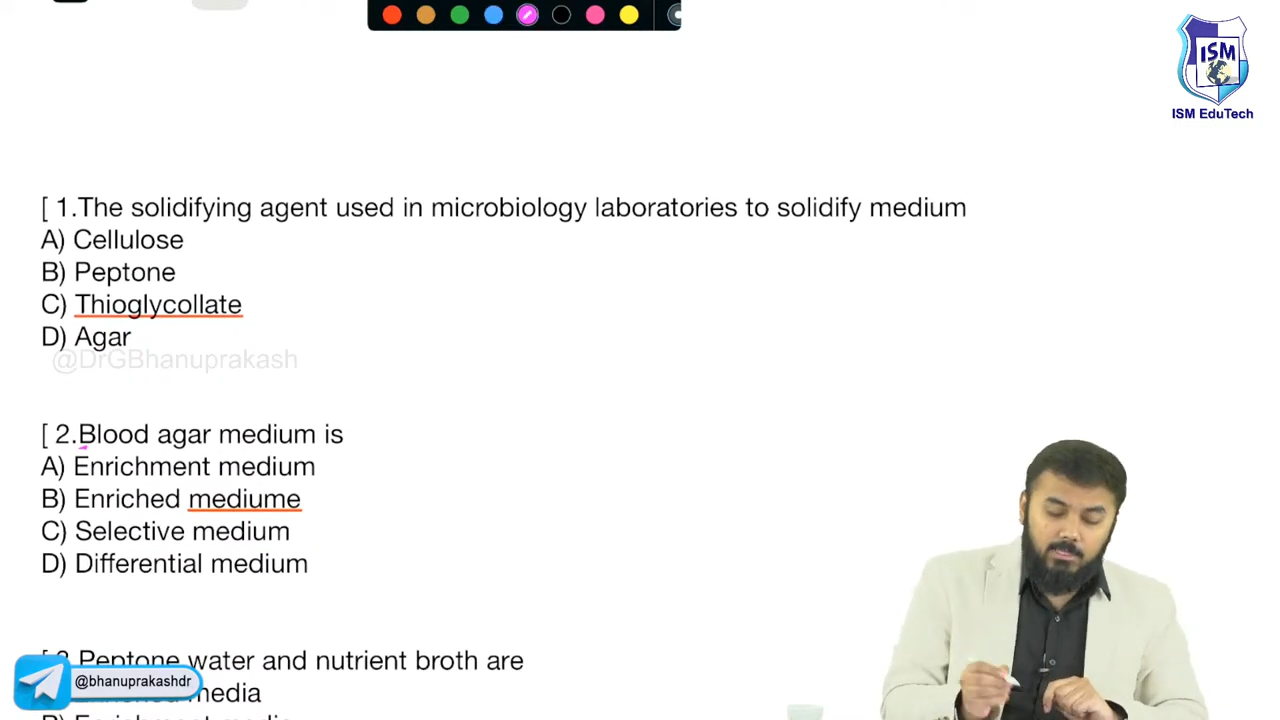 ISM
ISM EduTech
[ 1.The solidifying agent used in microbiology laboratories to solidify medium
A) Cellulose
B) Peptone
C) Thioglycollate
D) Agar
@DrGBhanuprakash
[ 2.Blood agar medium is
A) Enrichment medium
B) Enriched mediume
C) Selective medium
D) Differential medium
Peptone water and nutrient broth are
@bhanuprakashdr
media